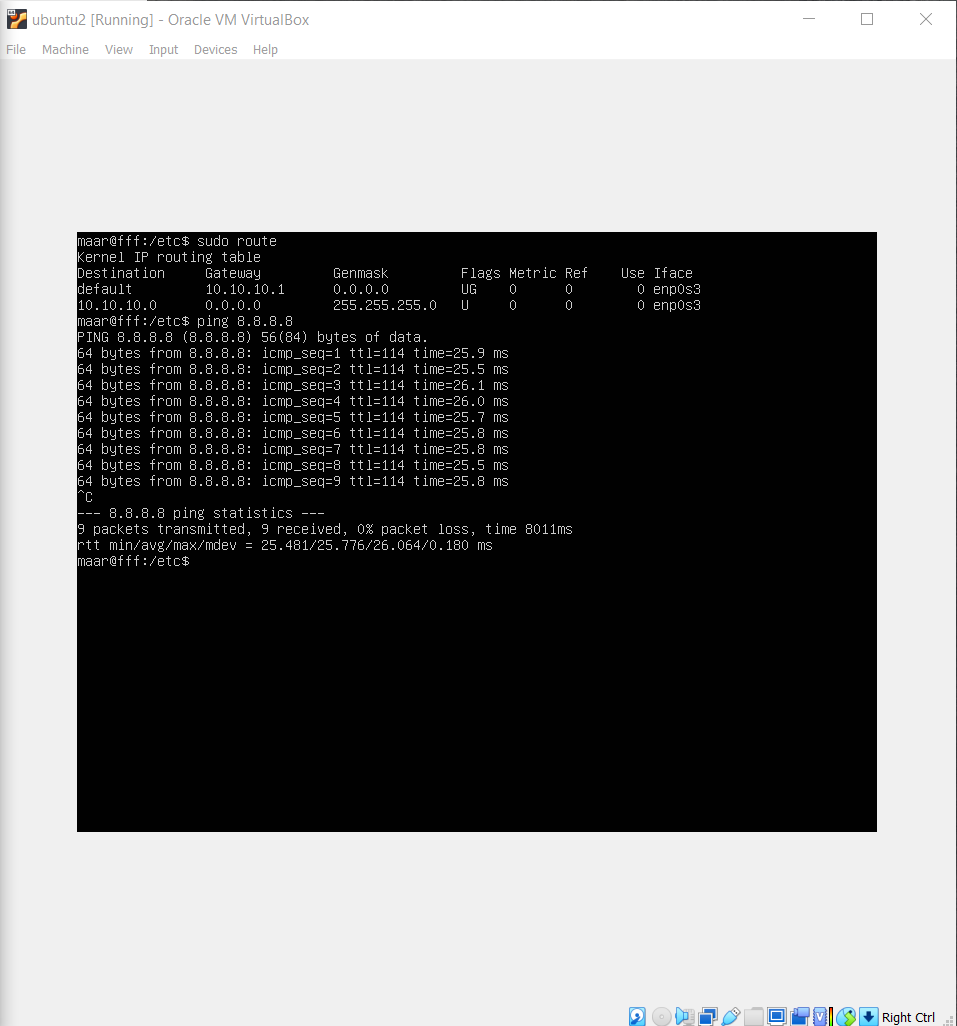 ubuntu2 [Running] - Oracle VM VirtualBox
File Machine View Input Devices Help
maar@fff:/etc$ sudo route
Kernel IP routing table
Destination     Gateway         Genmask         Flags Metric Ref    Use Iface
default         10.10.10.1      0.0.0.0         UG    0      0        0 enp0s3
10.10.10.0      0.0.0.0         255.255.255.0   U     0      0        0 enp0s3
maar@fff:/etc$ ping 8.8.8.8
PING 8.8.8.8 (8.8.8.8) 56(84) bytes of data.
64 bytes from 8.8.8.8: icmp_seq=1 ttl=114 time=25.9 ms
64 bytes from 8.8.8.8: icmp_seq=2 ttl=114 time=25.5 ms
64 bytes from 8.8.8.8: icmp_seq=3 ttl=114 time=26.1 ms
64 bytes from 8.8.8.8: icmp_seq=4 ttl=114 time=26.0 ms
64 bytes from 8.8.8.8: icmp_seq=5 ttl=114 time=25.7 ms
64 bytes from 8.8.8.8: icmp_seq=6 ttl=114 time=25.8 ms
64 bytes from 8.8.8.8: icmp_seq=7 ttl=114 time=25.8 ms
64 bytes from 8.8.8.8: icmp_seq=8 ttl=114 time=25.5 ms
64 bytes from 8.8.8.8: icmp_seq=9 ttl=114 time=25.8 ms
^C
--- 8.8.8.8 ping statistics ---
9 packets transmitted, 9 received, 0% packet loss, time 8011ms
rtt min/avg/max/mdev = 25.481/25.776/26.064/0.180 ms
maar@fff:/etc$
Right Ctrl